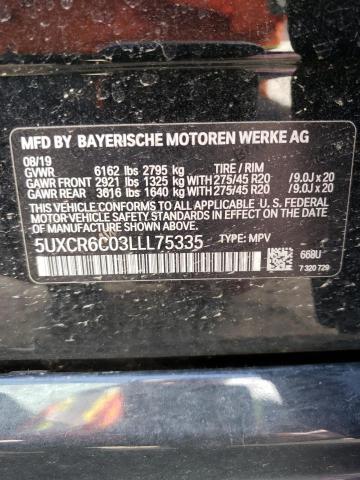 MFD BY BAYERISCHE MOTOREN WERKE AG
08/19
GVWR 6162 lbs 2795 kg TIRE / RIM
GAWR FRONT 2921 lbs 1325 kg WITH 275/45 R20 /9.0J x 20
GAWR REAR 3616 lbs 1640 kg WITH 275/45 R20 /9.0J x 20
THIS VEHICLE CONFORMS TO ALL APPLICABLE
U.S. FEDERAL MOTOR VEHICLE SAFETY STANDARDS
IN EFFECT ON THE DATE OF MANUFACTURE SHOWN ABOVE.
5UXCR6C03LLL75335 TYPE: MPV
668U
7 320 729